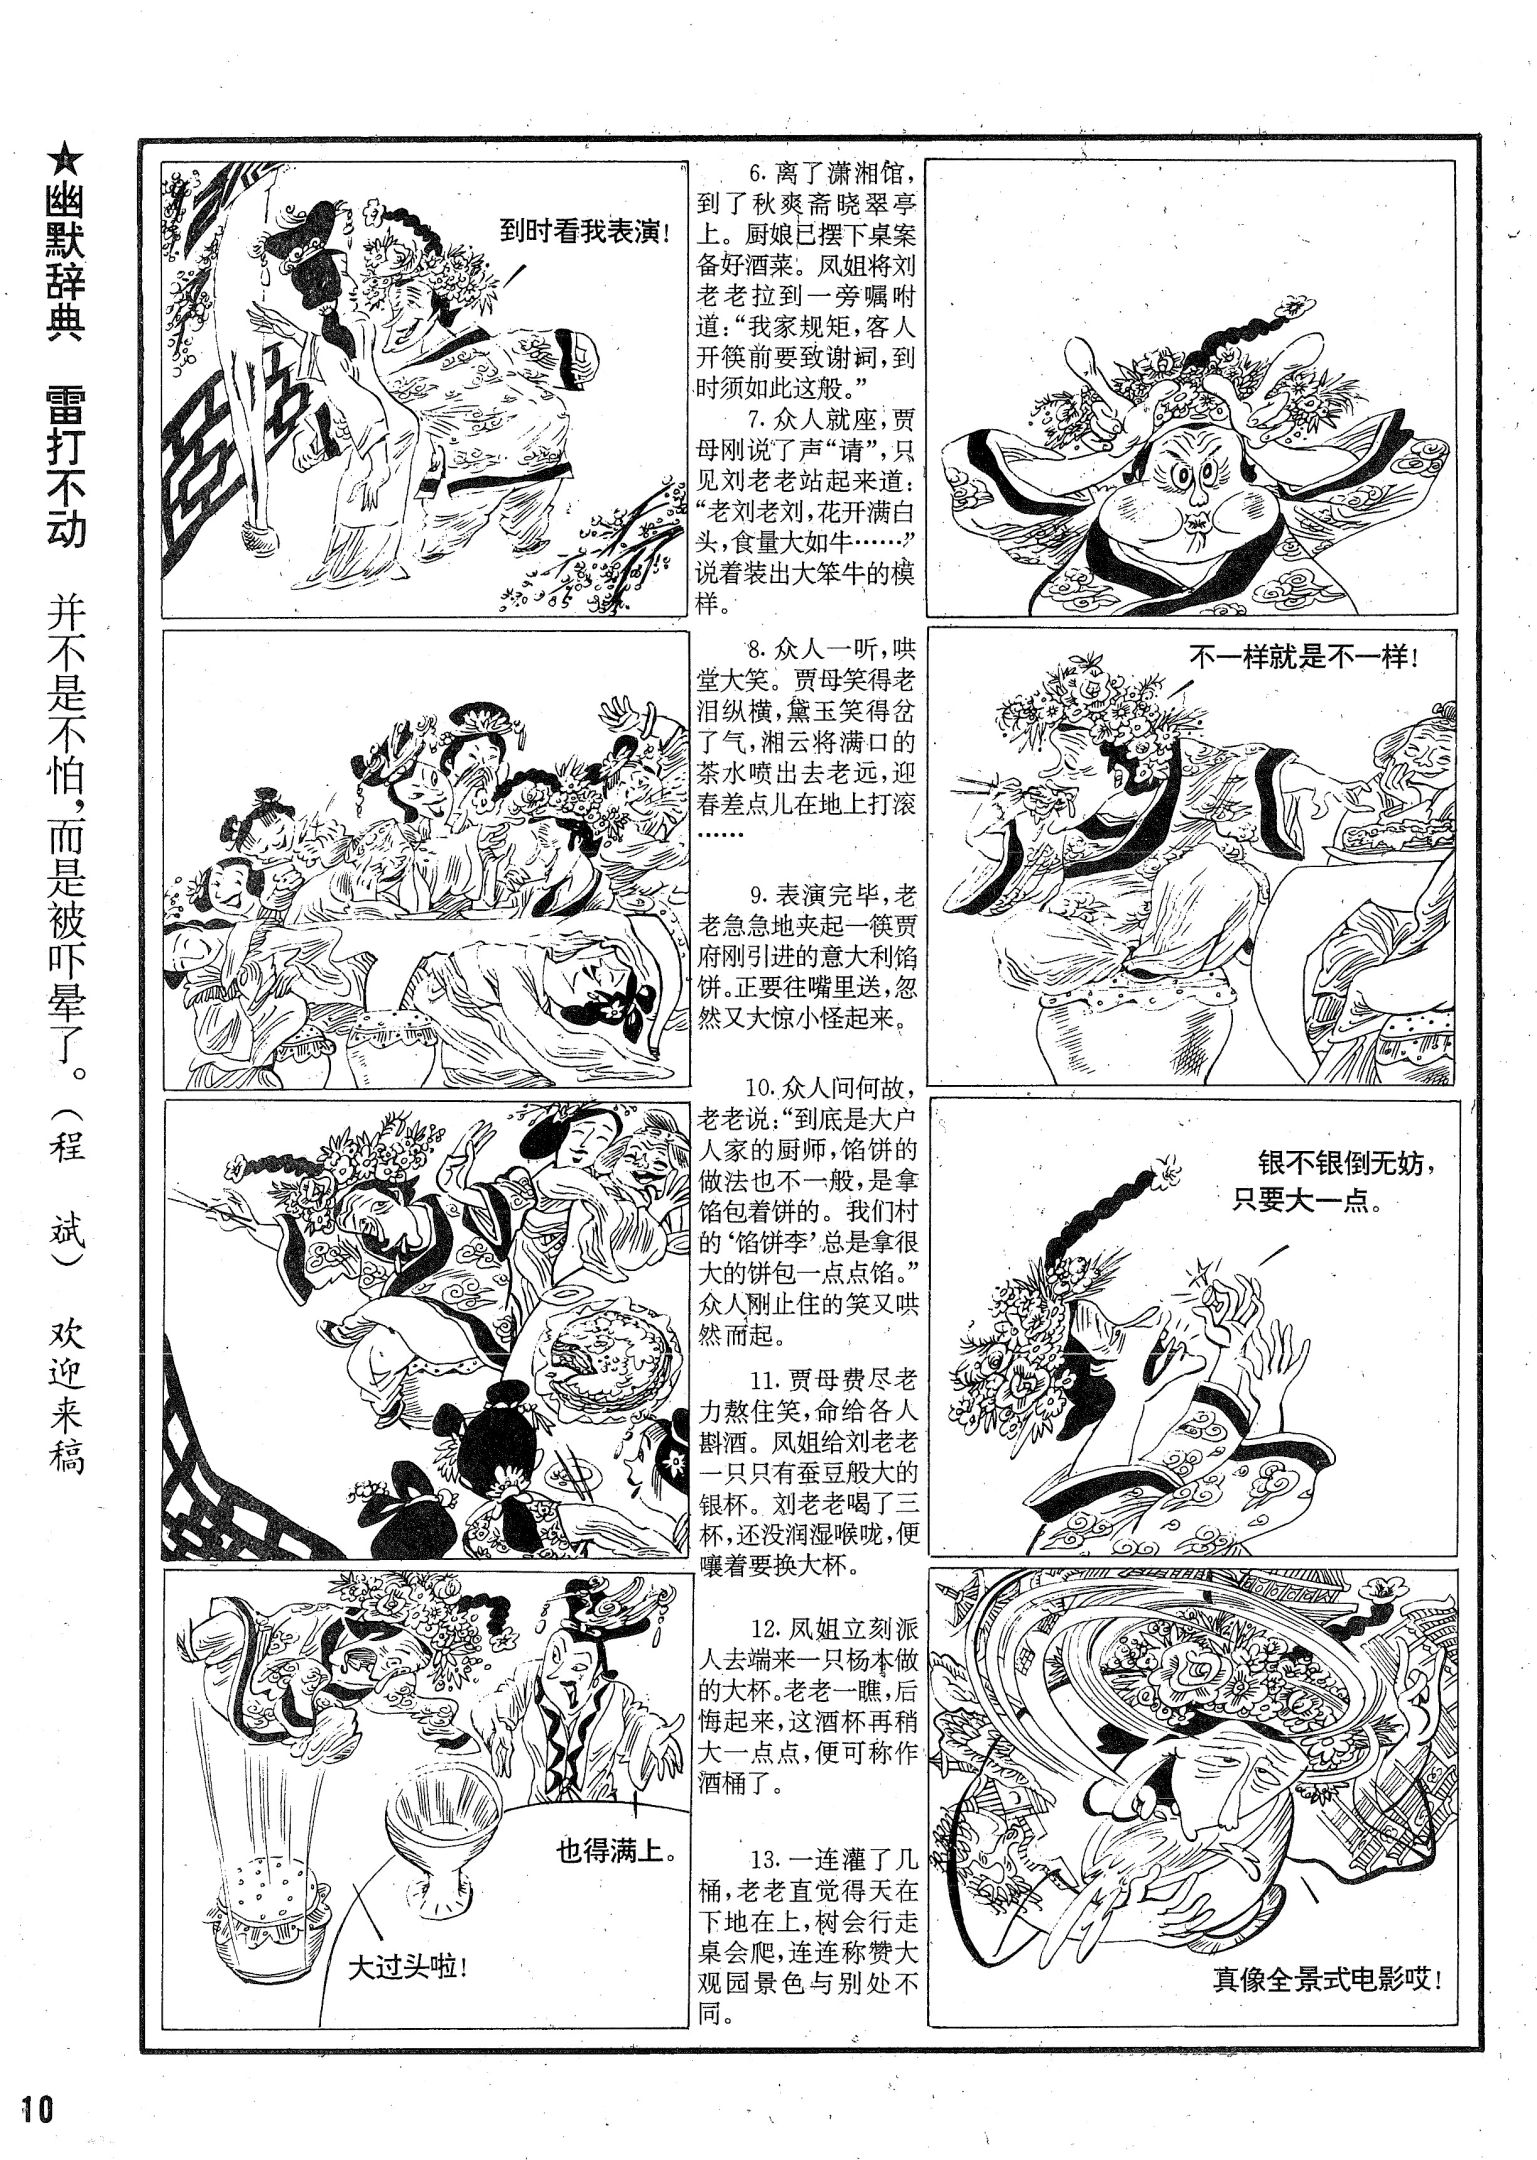 ★幽默辞典　雷打不动　并不是不怕，而是被吓晕了。（程　斌）　欢迎来稿
到时看我表演！
6. 离了潇湘馆，
到了秋爽斋晓翠亭
上。厨娘已摆下桌案
备好酒菜。凤姐将刘
老老拉到一旁嘱咐
道：“我家规矩，客人
开筷前要致谢词，到
时须如此这般。”
7. 众人就座，贾
母刚说了声“请”，只
见刘老老站起来道：
“老刘老刘，花开满白
头，食量大如牛……”
说着装出大笨牛的模
样。
8. 众人一听，哄
堂大笑。贾母笑得老
泪纵横，黛玉笑得岔
了气，湘云将满口的
茶水喷出去老远，迎
春差点儿在地上打滚
……
不一样就是不一样！
9. 表演完毕，老
老急急地夹起一筷贾
府刚引进的意大利馅
饼。正要往嘴里送，忽
然又大惊小怪起来。
10. 众人问何故，
老老说：“到底是大户
人家的厨师，馅饼的
做法也不一般，是拿
馅包着饼的。我们村
的‘馅饼李’总是拿很
大的饼包一点点馅。”
众人刚止住的笑又哄
然而起。
银不银倒无妨，
只要大一点。
11. 贾母费尽老
力熬住笑，命给各人
斟酒。凤姐给刘老老
一只只有蚕豆般大的
银杯。刘老老喝了三
杯，还没润湿喉咙，便
嚷着要换大杯。
12. 凤姐立刻派
人去端来一只杨木做
的大杯。老老一瞧，后
悔起来，这酒杯再稍
大一点点，便可称作
酒桶了。
也得满上。
大过头啦！
13. 一连灌了几
桶，老老直觉得天在
下地在上，树会行走
桌会爬，连连称赞大
观园景色与别处不
同。
真像全景式电影哎！
10